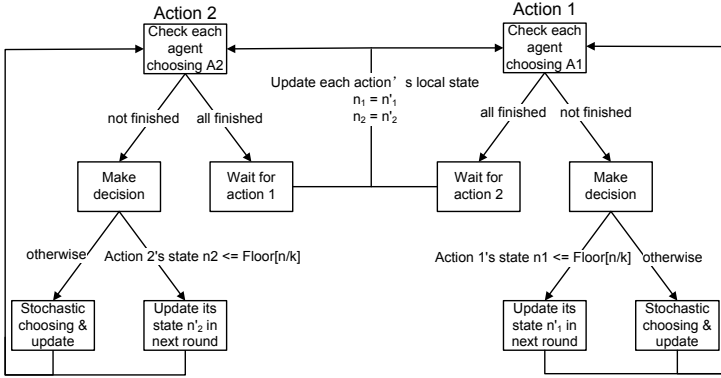 Action 2
Action 1
Check each
agent
choosing A2
Check each
agent
choosing A1
Update each action’s local state
n₁ = n'₁
n₂ = n'₂
not finished
all finished
all finished
not finished
Make
decision
Wait for
action 1
Wait for
action 2
Make
decision
otherwise
Action 2's state n2 <= Floor[n/k]
Action 1's state n1 <= Floor[n/k]
otherwise
Stochastic
choosing &
update
Update its
state n'₂ in
next round
Update its
state n'₁ in
next round
Stochastic
choosing &
update